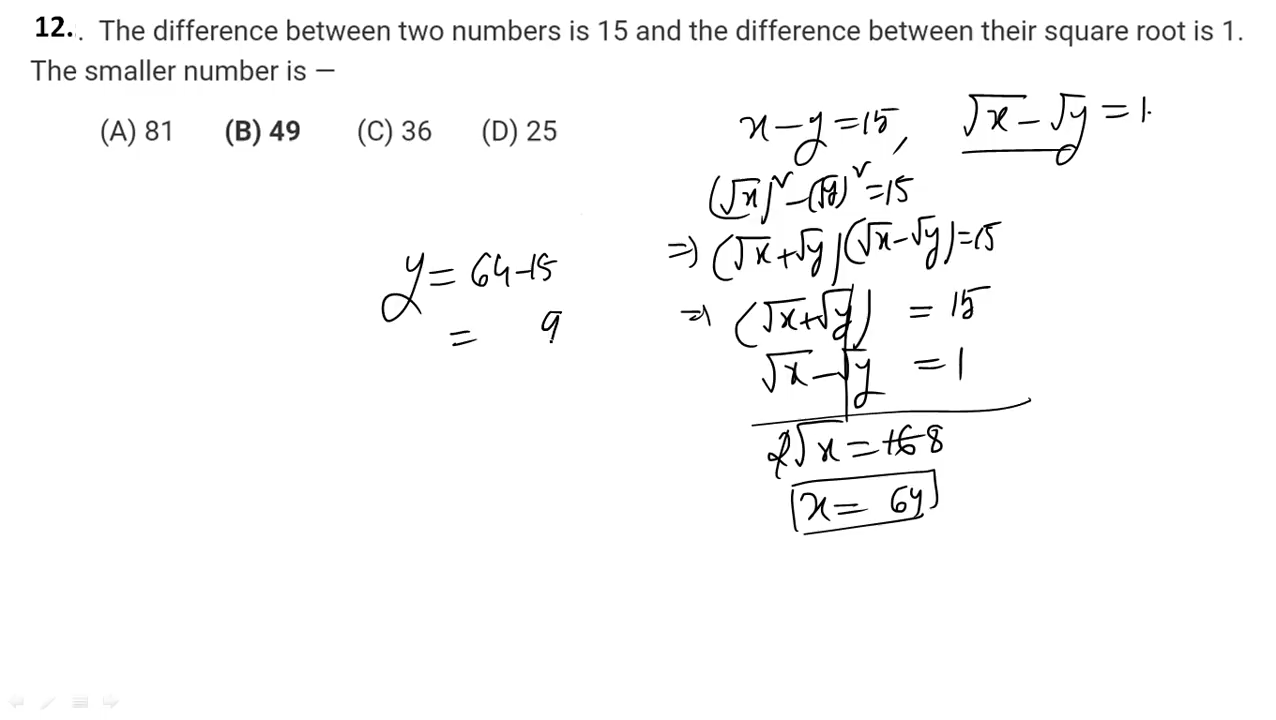 12. . The difference between two numbers is 15 and the difference between their square root is 1.
The smaller number is —
(A) 81 (B) 49 (C) 36 (D) 25
x - y = 15, √x - √y = 1.
(√x)² - (√y)² = 15
⇒ (√x + √y)(√x - √y) = 15
⇒ (√x + √y) = 15
√x - √y = 1
2√x = 16 8
x = 64
y = 64 - 15
= 9